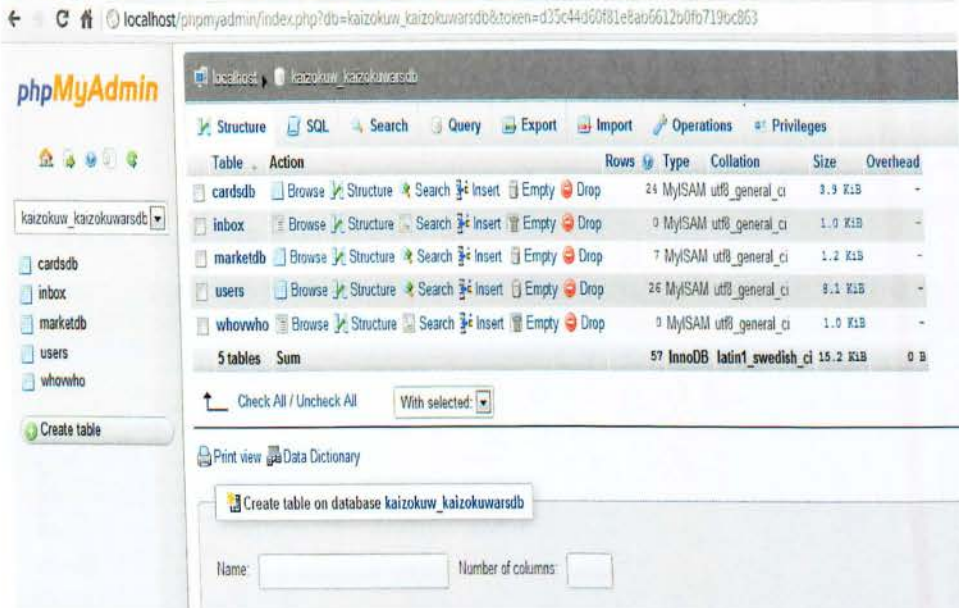 localhost/phpmyadmin/index.php?db=kaizokuw_kaizokuwarsdb&token=d35c44d60f81e8ab6612b0fb719bc863
phpMyAdmin
kaizokuw_kaizokuwarsdb
cardsdb
inbox
marketdb
users
whovwho
Create table
localhost ▸ kaizokuw_kaizokuwarsdb
Structure SQL Search Query Export Import Operations Privileges
Table Action Rows Type Collation Size Overhead
cardsdb Browse Structure Search Insert Empty Drop 24 MyISAM utf8_general_ci 3.9 KiB -
inbox Browse Structure Search Insert Empty Drop 0 MyISAM utf8_general_ci 1.0 KiB -
marketdb Browse Structure Search Insert Empty Drop 7 MyISAM utf8_general_ci 1.2 KiB -
users Browse Structure Search Insert Empty Drop 26 MyISAM utf8_general_ci 8.1 KiB -
whovwho Browse Structure Search Insert Empty Drop 0 MyISAM utf8_general_ci 1.0 KiB -
5 tables Sum 57 InnoDB latin1_swedish_ci 15.2 KiB 0 B
Check All / Uncheck All With selected:
Print view Data Dictionary
Create table on database kaizokuw_kaizokuwarsdb
Name: Number of columns: